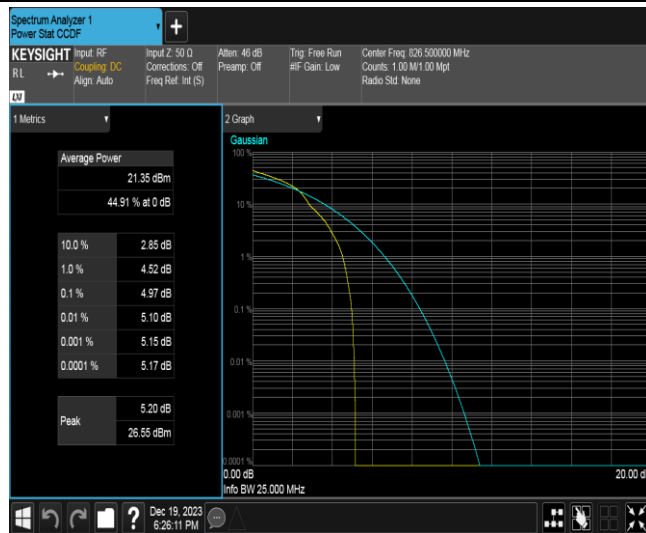 Spectrum Analyzer 1
Power Stat CCDF
+
KEYSIGHT
RL
LXI
Input: RF
Coupling: DC
Align: Auto
Input Z: 50 Ω
Corrections: Off
Freq Ref: Int (S)
Atten: 46 dB
Preamp: Off
Trig: Free Run
#IF Gain: Low
Center Freq: 826.500000 MHz
Counts: 1.00 M/1.00 Mpt
Radio Std: None
1 Metrics
Average Power
21.35 dBm
44.91 % at 0 dB
10.0 % 2.85 dB
1.0 % 4.52 dB
0.1 % 4.97 dB
0.01 % 5.10 dB
0.001 % 5.15 dB
0.0001 % 5.17 dB
Peak
5.20 dB
26.55 dBm
2 Graph
Gaussian
100 %
10 %
1 %
0.1 %
0.01 %
0.001 %
0.0001 %
0.00 dB
20.00 d
Info BW 25.000 MHz
?
Dec 19, 2023
6:26:11 PM